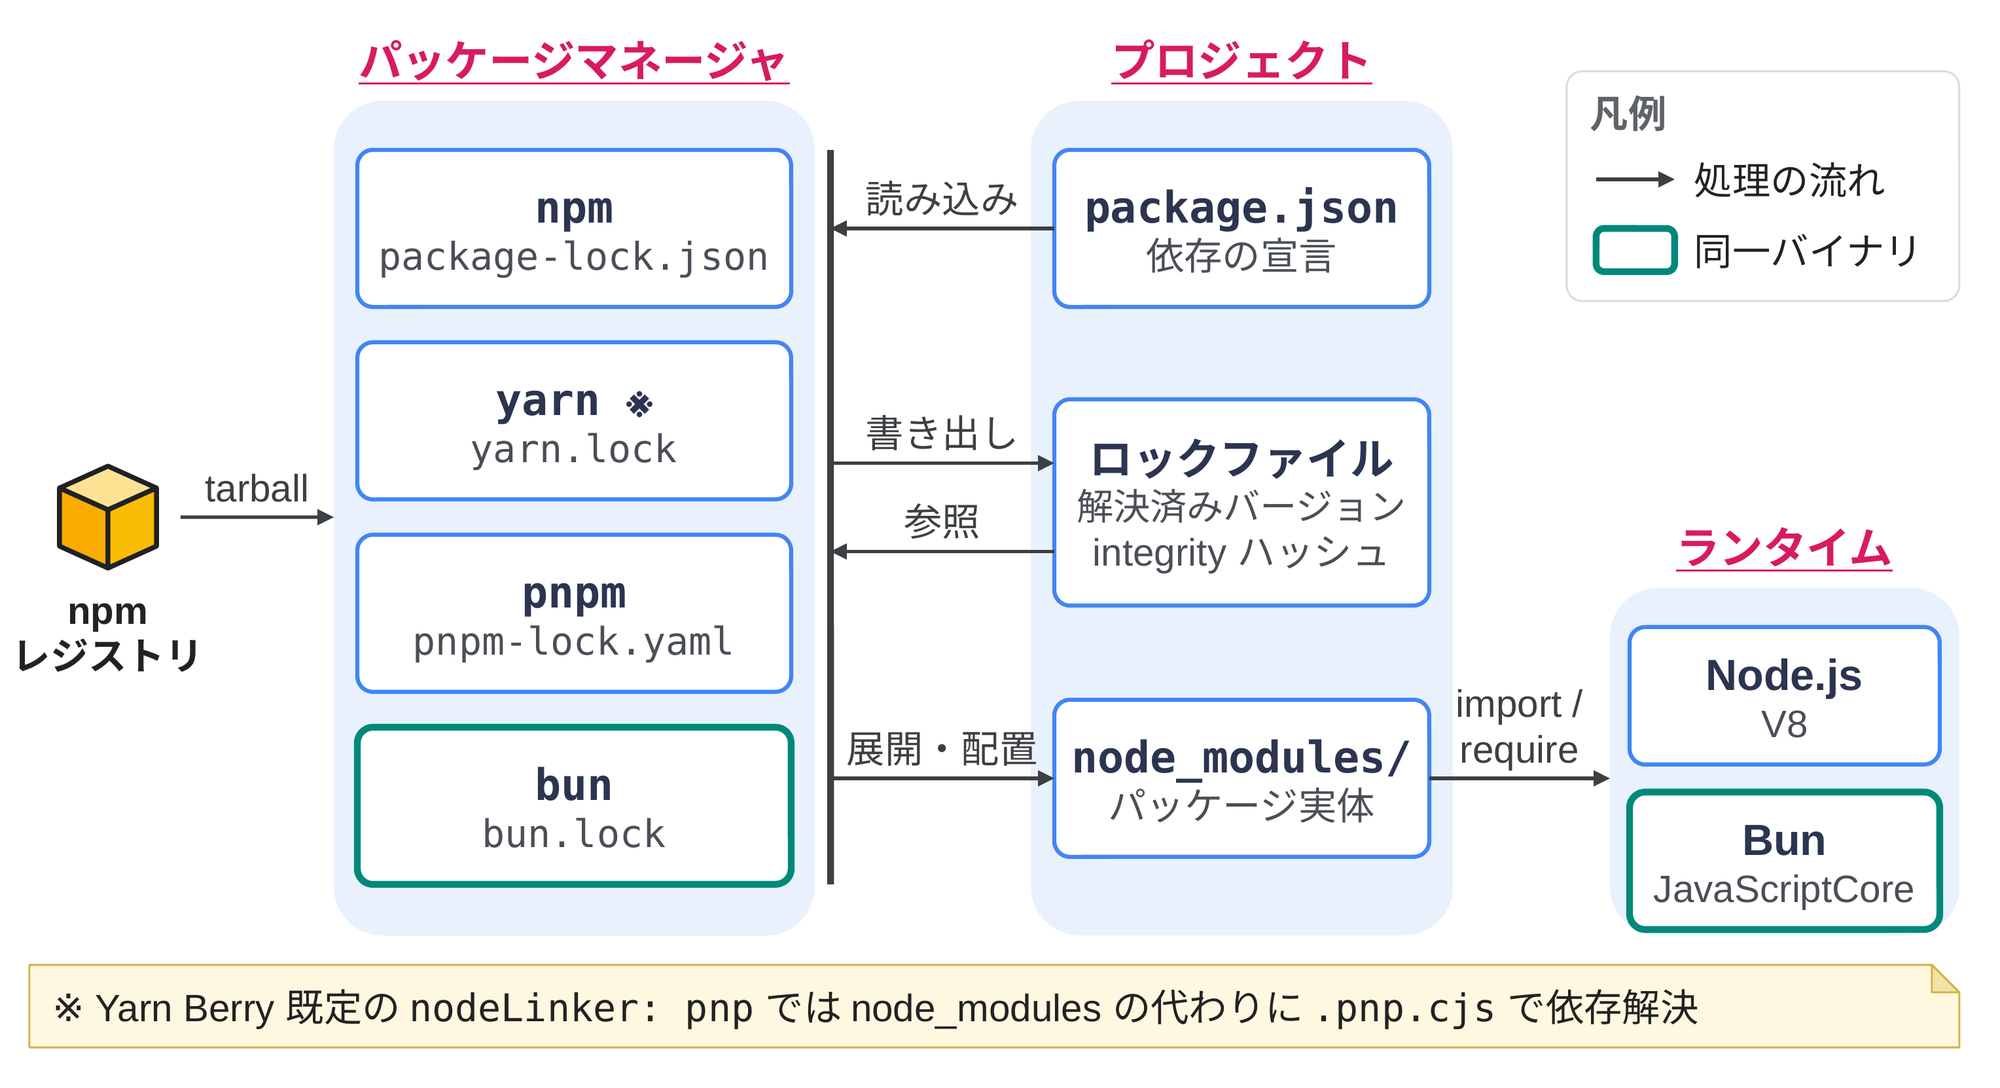 パッケージマネージャ
npm
package-lock.json
yarn ※
yarn.lock
pnpm
pnpm-lock.yaml
bun
bun.lock
tarball
npm
レジストリ
読み込み
書き出し
参照
展開・配置
プロジェクト
package.json
依存の宣言
ロックファイル
解決済みバージョン
integrity ハッシュ
node_modules/
パッケージ実体
import /
require
凡例
処理の流れ
同一バイナリ
ランタイム
Node.js
V8
Bun
JavaScriptCore
※ Yarn Berry 既定の nodeLinker: pnp では node_modules の代わりに .pnp.cjs で依存解決